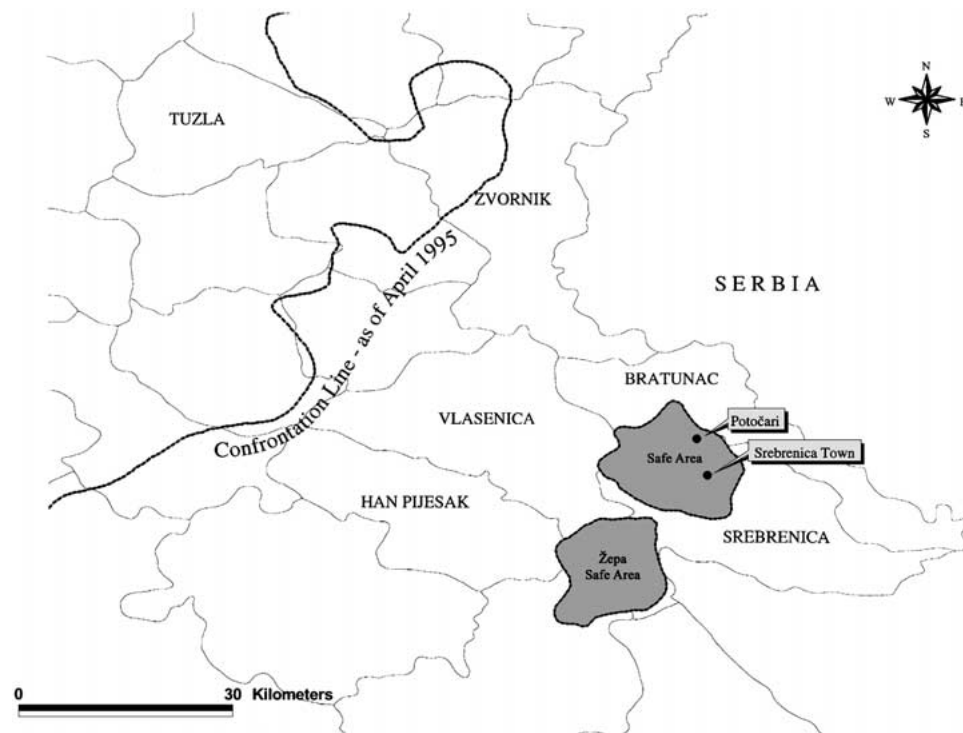 N
W E
S
TUZLA
ZVORNIK
SERBIA
Confrontation Line - as of April 1995
BRATUNAC
VLASENICA
Potočari
Safe Area
Srebrenica Town
HAN PIJESAK
SREBRENICA
Žepa
Safe Area
0 30 Kilometers